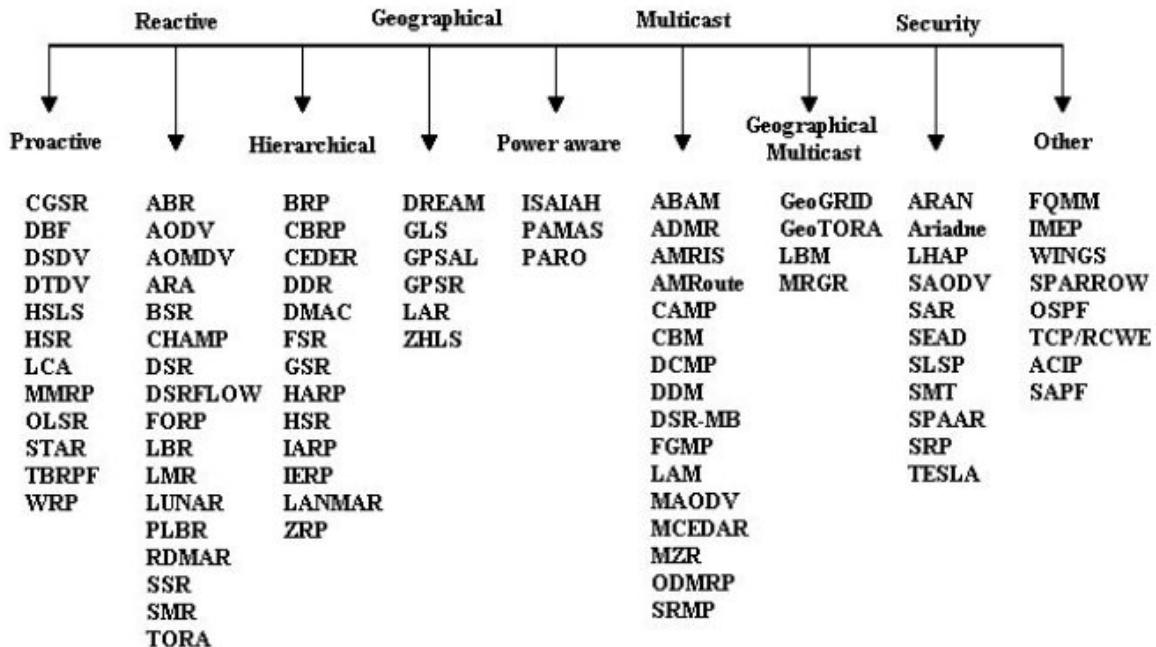 Reactive Geographical Multicast Security
Proactive Hierarchical Power aware Geographical Multicast Other
CGSR ABR BRP DREAM ISAIAH ABAM GeoGRID ARAN FQMM
DBF AODV CBRP GLS PAMAS ADMR GeoTORA Ariadne IMEP
DSDV AOMDV CEDER GPSAL PARO AMRIS LBM LHAP WINGS
DTDV ARA DDR GPSR AMRoute MRGR SAODV SPARROW
HSLS BSR DMAC LAR CAMP SAR OSPF
HSR CHAMP FSR ZHLS CBM SEAD TCP/RCWE
LCA DSR GSR DCMP SLSP ACIP
MMRP DSRFLOW HARP DDM SMT SAPF
OLSR FORP HSR DSR-MB SPAAR
STAR LBR IARP FGMP SRP
TBRPF LMR IERP LAM TESLA
WRP LUNAR LANMAR MAODV
PLBR ZRP MCEDAR
RDMAR MZR
SSR ODMRP
SMR SRMP
TORA